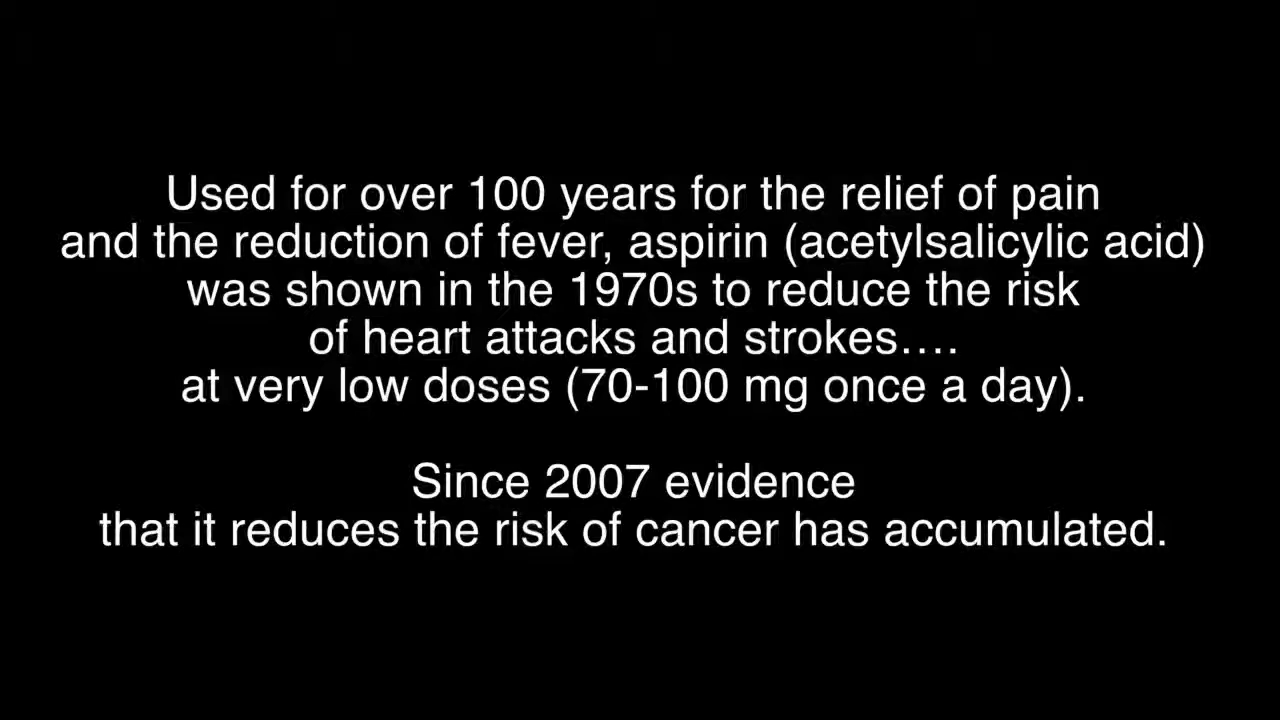 Used for over 100 years for the relief of pain
and the reduction of fever, aspirin (acetylsalicylic acid)
was shown in the 1970s to reduce the risk
of heart attacks and strokes....
at very low doses (70-100 mg once a day).
Since 2007 evidence
that it reduces the risk of cancer has accumulated.